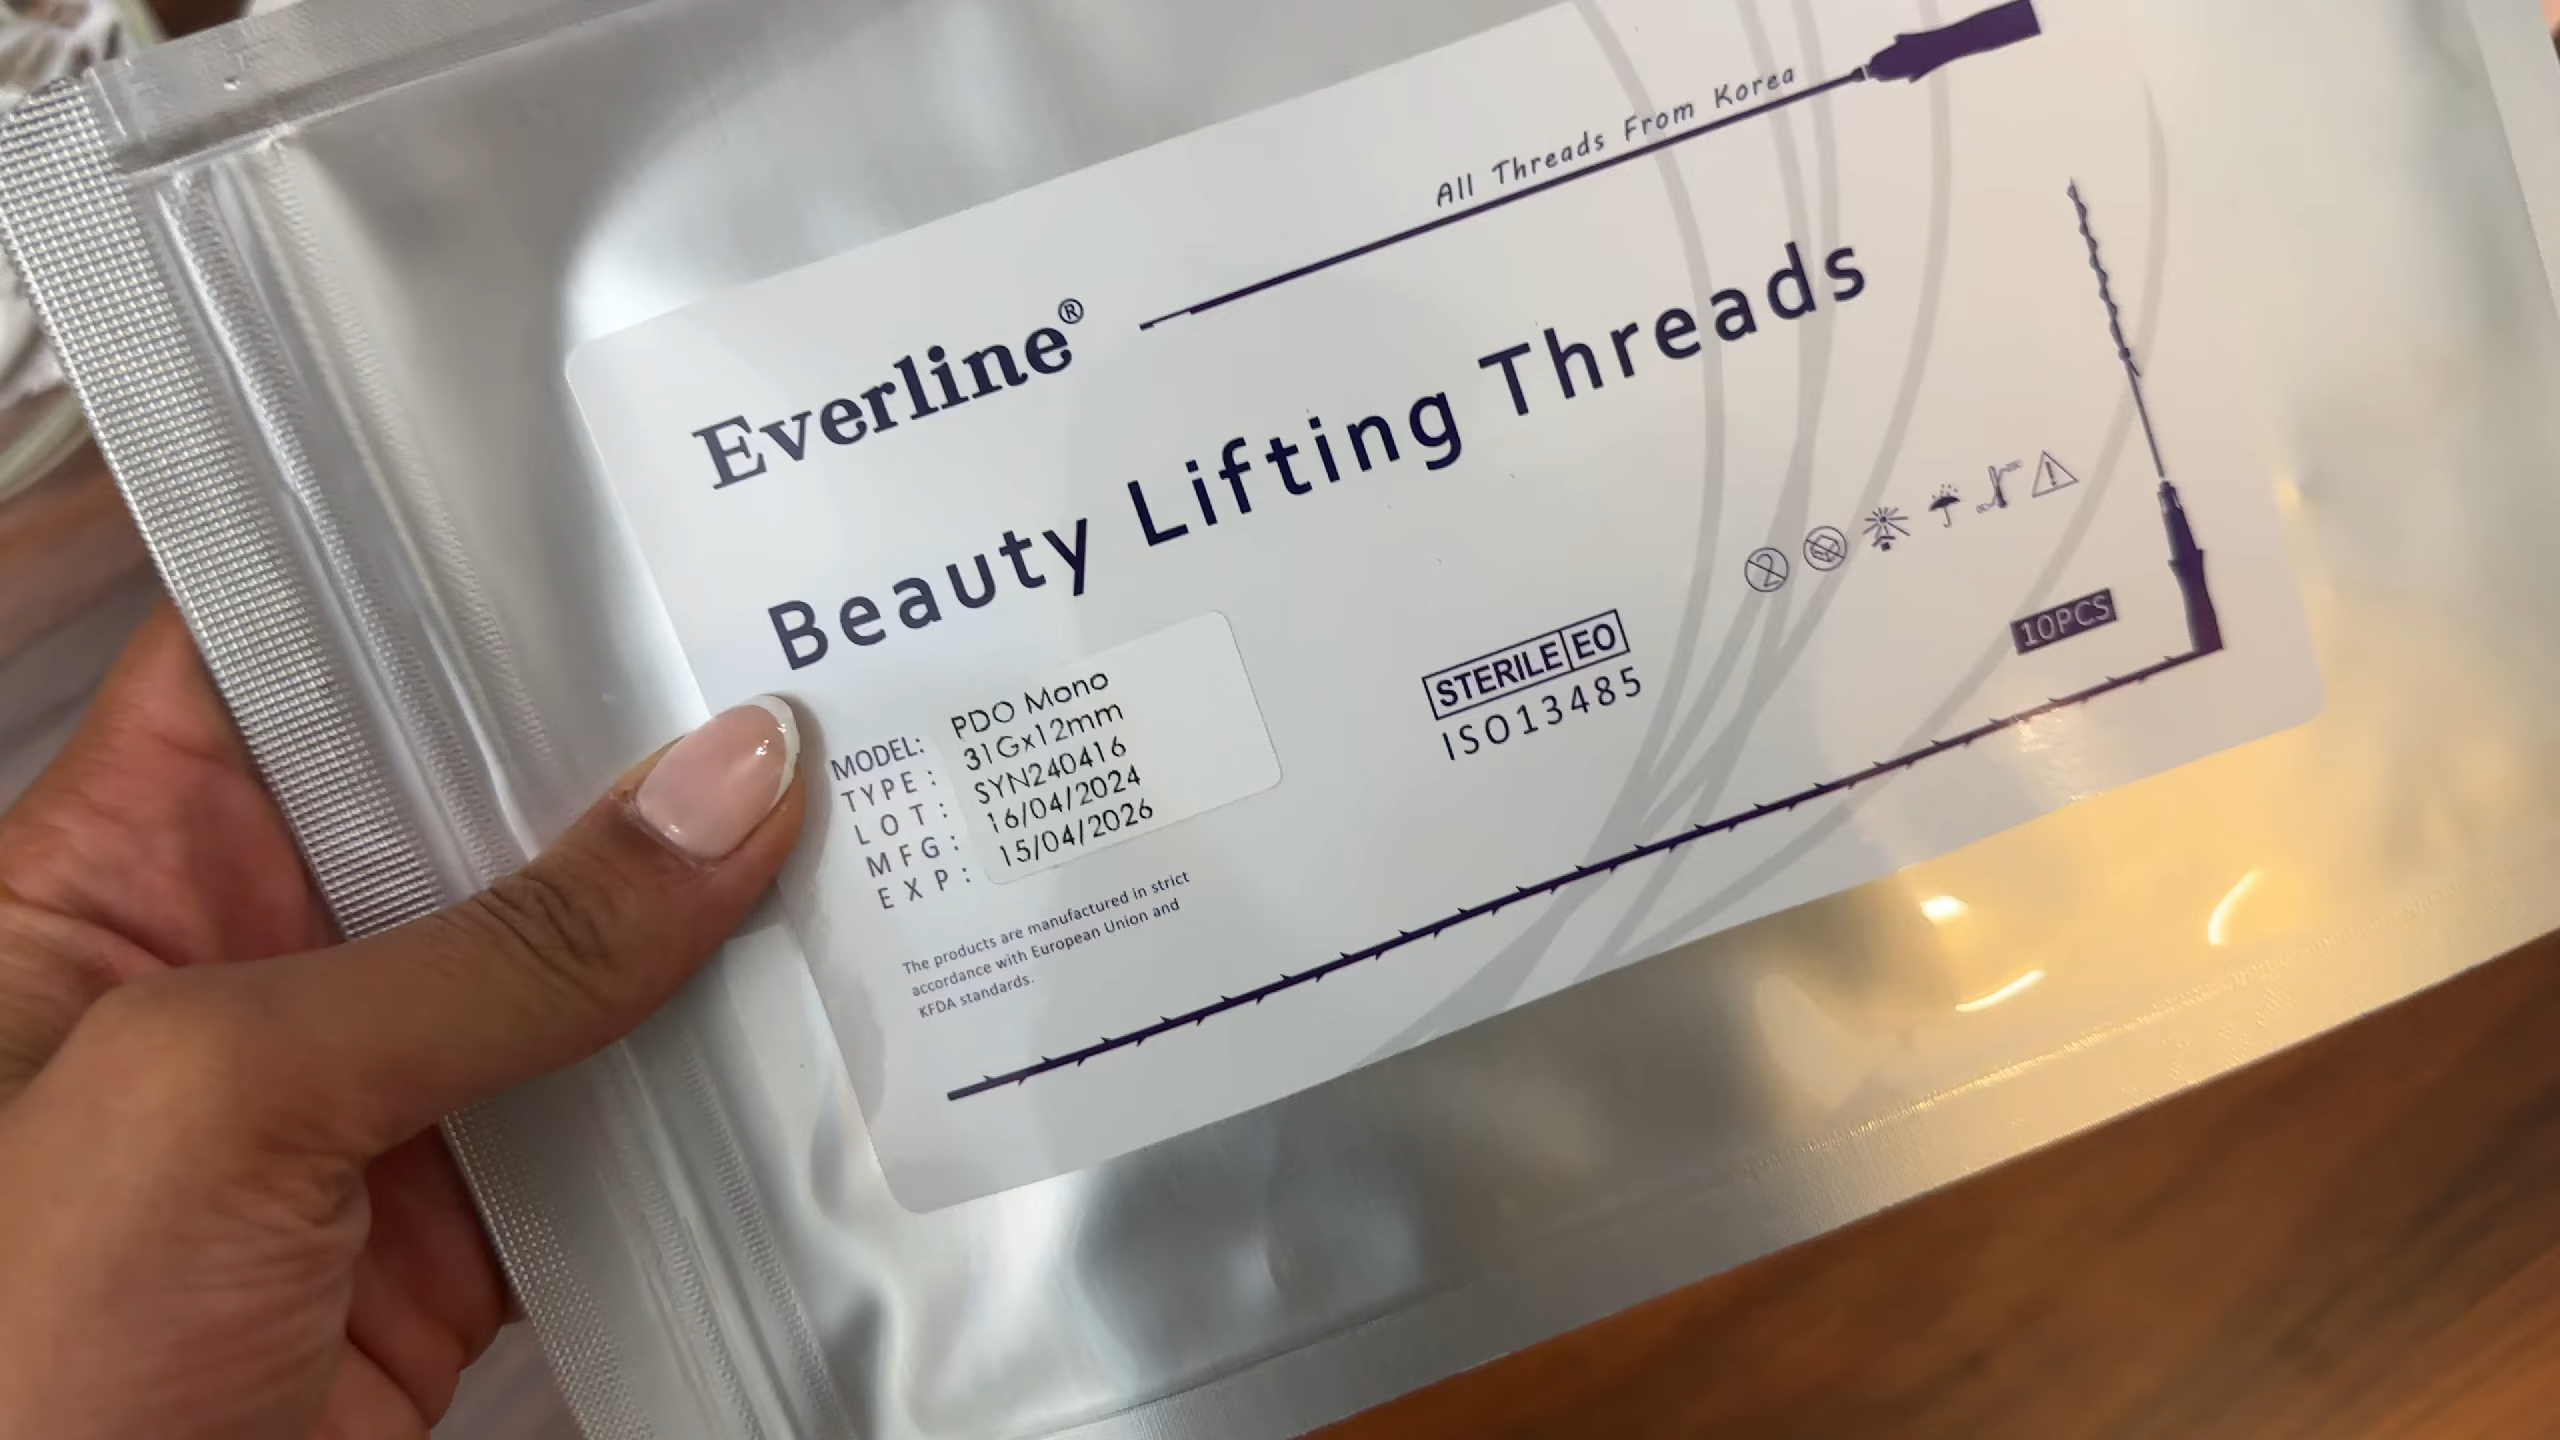 All Threads From Korea
Everline®
Beauty Lifting Threads
MODEL: PDO Mono
TYPE: 31Gx12mm
LOT: SYN240416
MFG: 16/04/2024
EXP: 15/04/2026
STERILE EO
ISO13485
2
10PCS
The products are manufactured in strict
accordance with European Union and
KFDA standards.